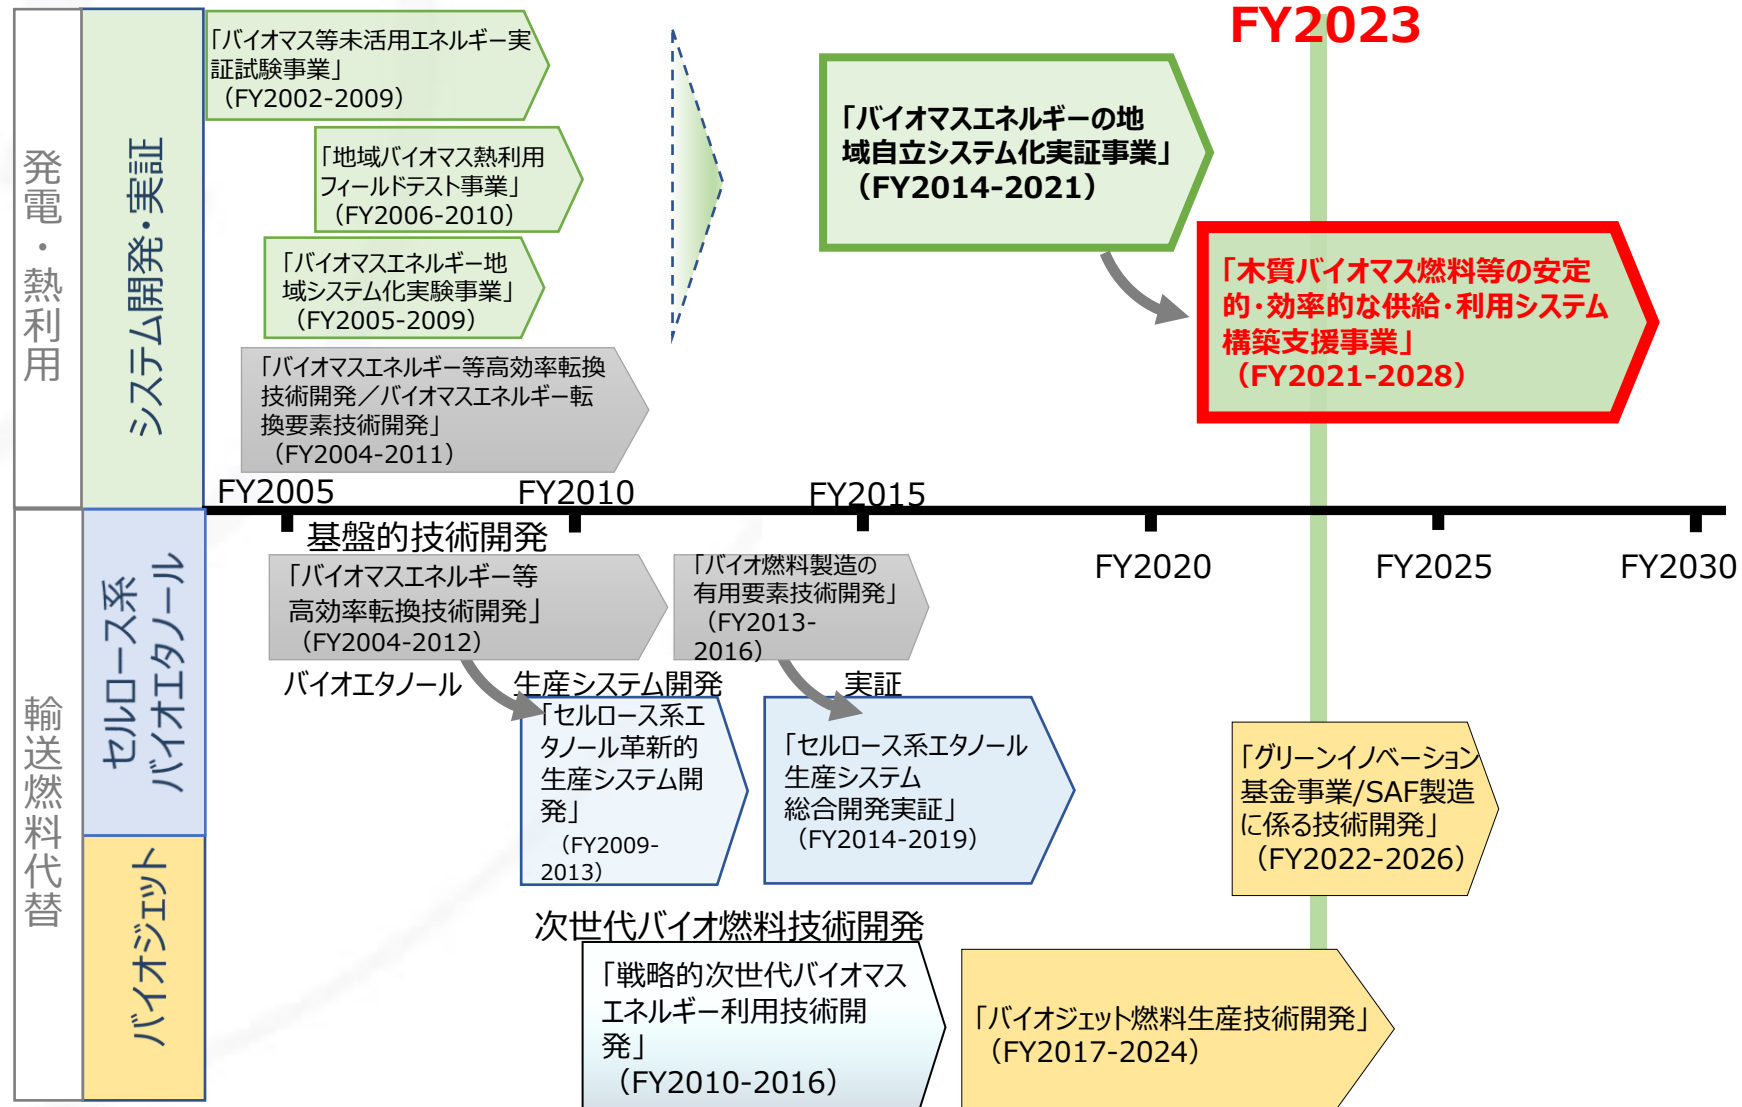 FY2023
発電・熱利用
システム開発・実証
「バイオマス等未活用エネルギー実
証試験事業」
（FY2002-2009）
「地域バイオマス熱利用
フィールドテスト事業」
（FY2006-2010）
「バイオマスエネルギー地
域システム化実験事業」
（FY2005-2009）
「バイオマスエネルギー等高効率転換
技術開発／バイオマスエネルギー転
換要素技術開発」
（FY2004-2011）
「バイオマスエネルギーの地
域自立システム化実証事業」
（FY2014-2021）
「木質バイオマス燃料等の安定
的・効率的な供給・利用システム
構築支援事業」
（FY2021-2028）
FY2005
FY2010
FY2015
FY2020
FY2025
FY2030
輸送燃料代替
セルロース系
バイオエタノール
基盤的技術開発
「バイオマスエネルギー等
高効率転換技術開発」
（FY2004-2012）
「バイオ燃料製造の
有用要素技術開発」
（FY2013-
2016）
バイオエタノール
生産システム開発
実証
「セルロース系エ
タノール革新的
生産システム開
発」
（FY2009-
2013）
「セルロース系エタノール
生産システム
総合開発実証」
（FY2014-2019）
「グリーンイノベーション
基金事業/SAF製造
に係る技術開発」
（FY2022-2026）
バイオジェット
次世代バイオ燃料技術開発
「戦略的次世代バイオマス
エネルギー利用技術開
発」
（FY2010-2016）
「バイオジェット燃料生産技術開発」
（FY2017-2024）